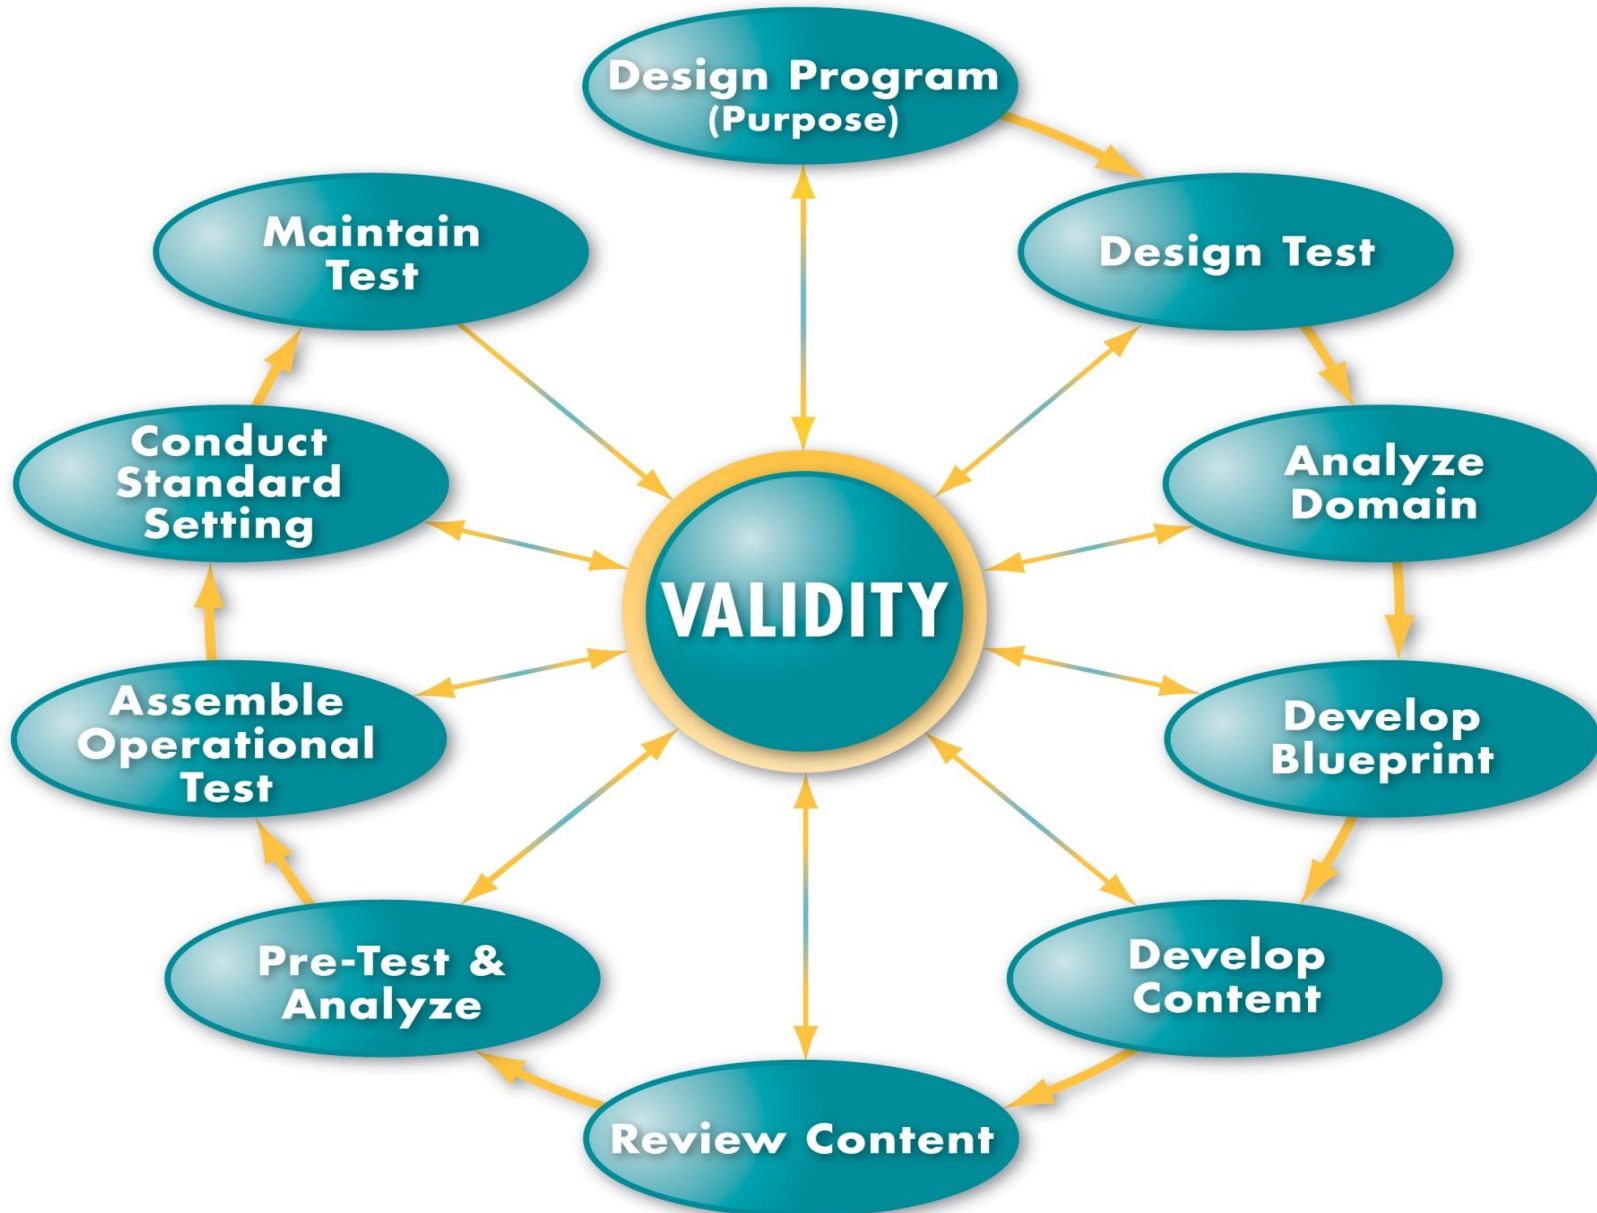 Design Program
(Purpose)
Design Test
Analyze
Domain
Develop
Blueprint
Develop
Content
Review Content
Pre-Test &
Analyze
Assemble
Operational
Test
Conduct
Standard
Setting
Maintain
Test
VALIDITY